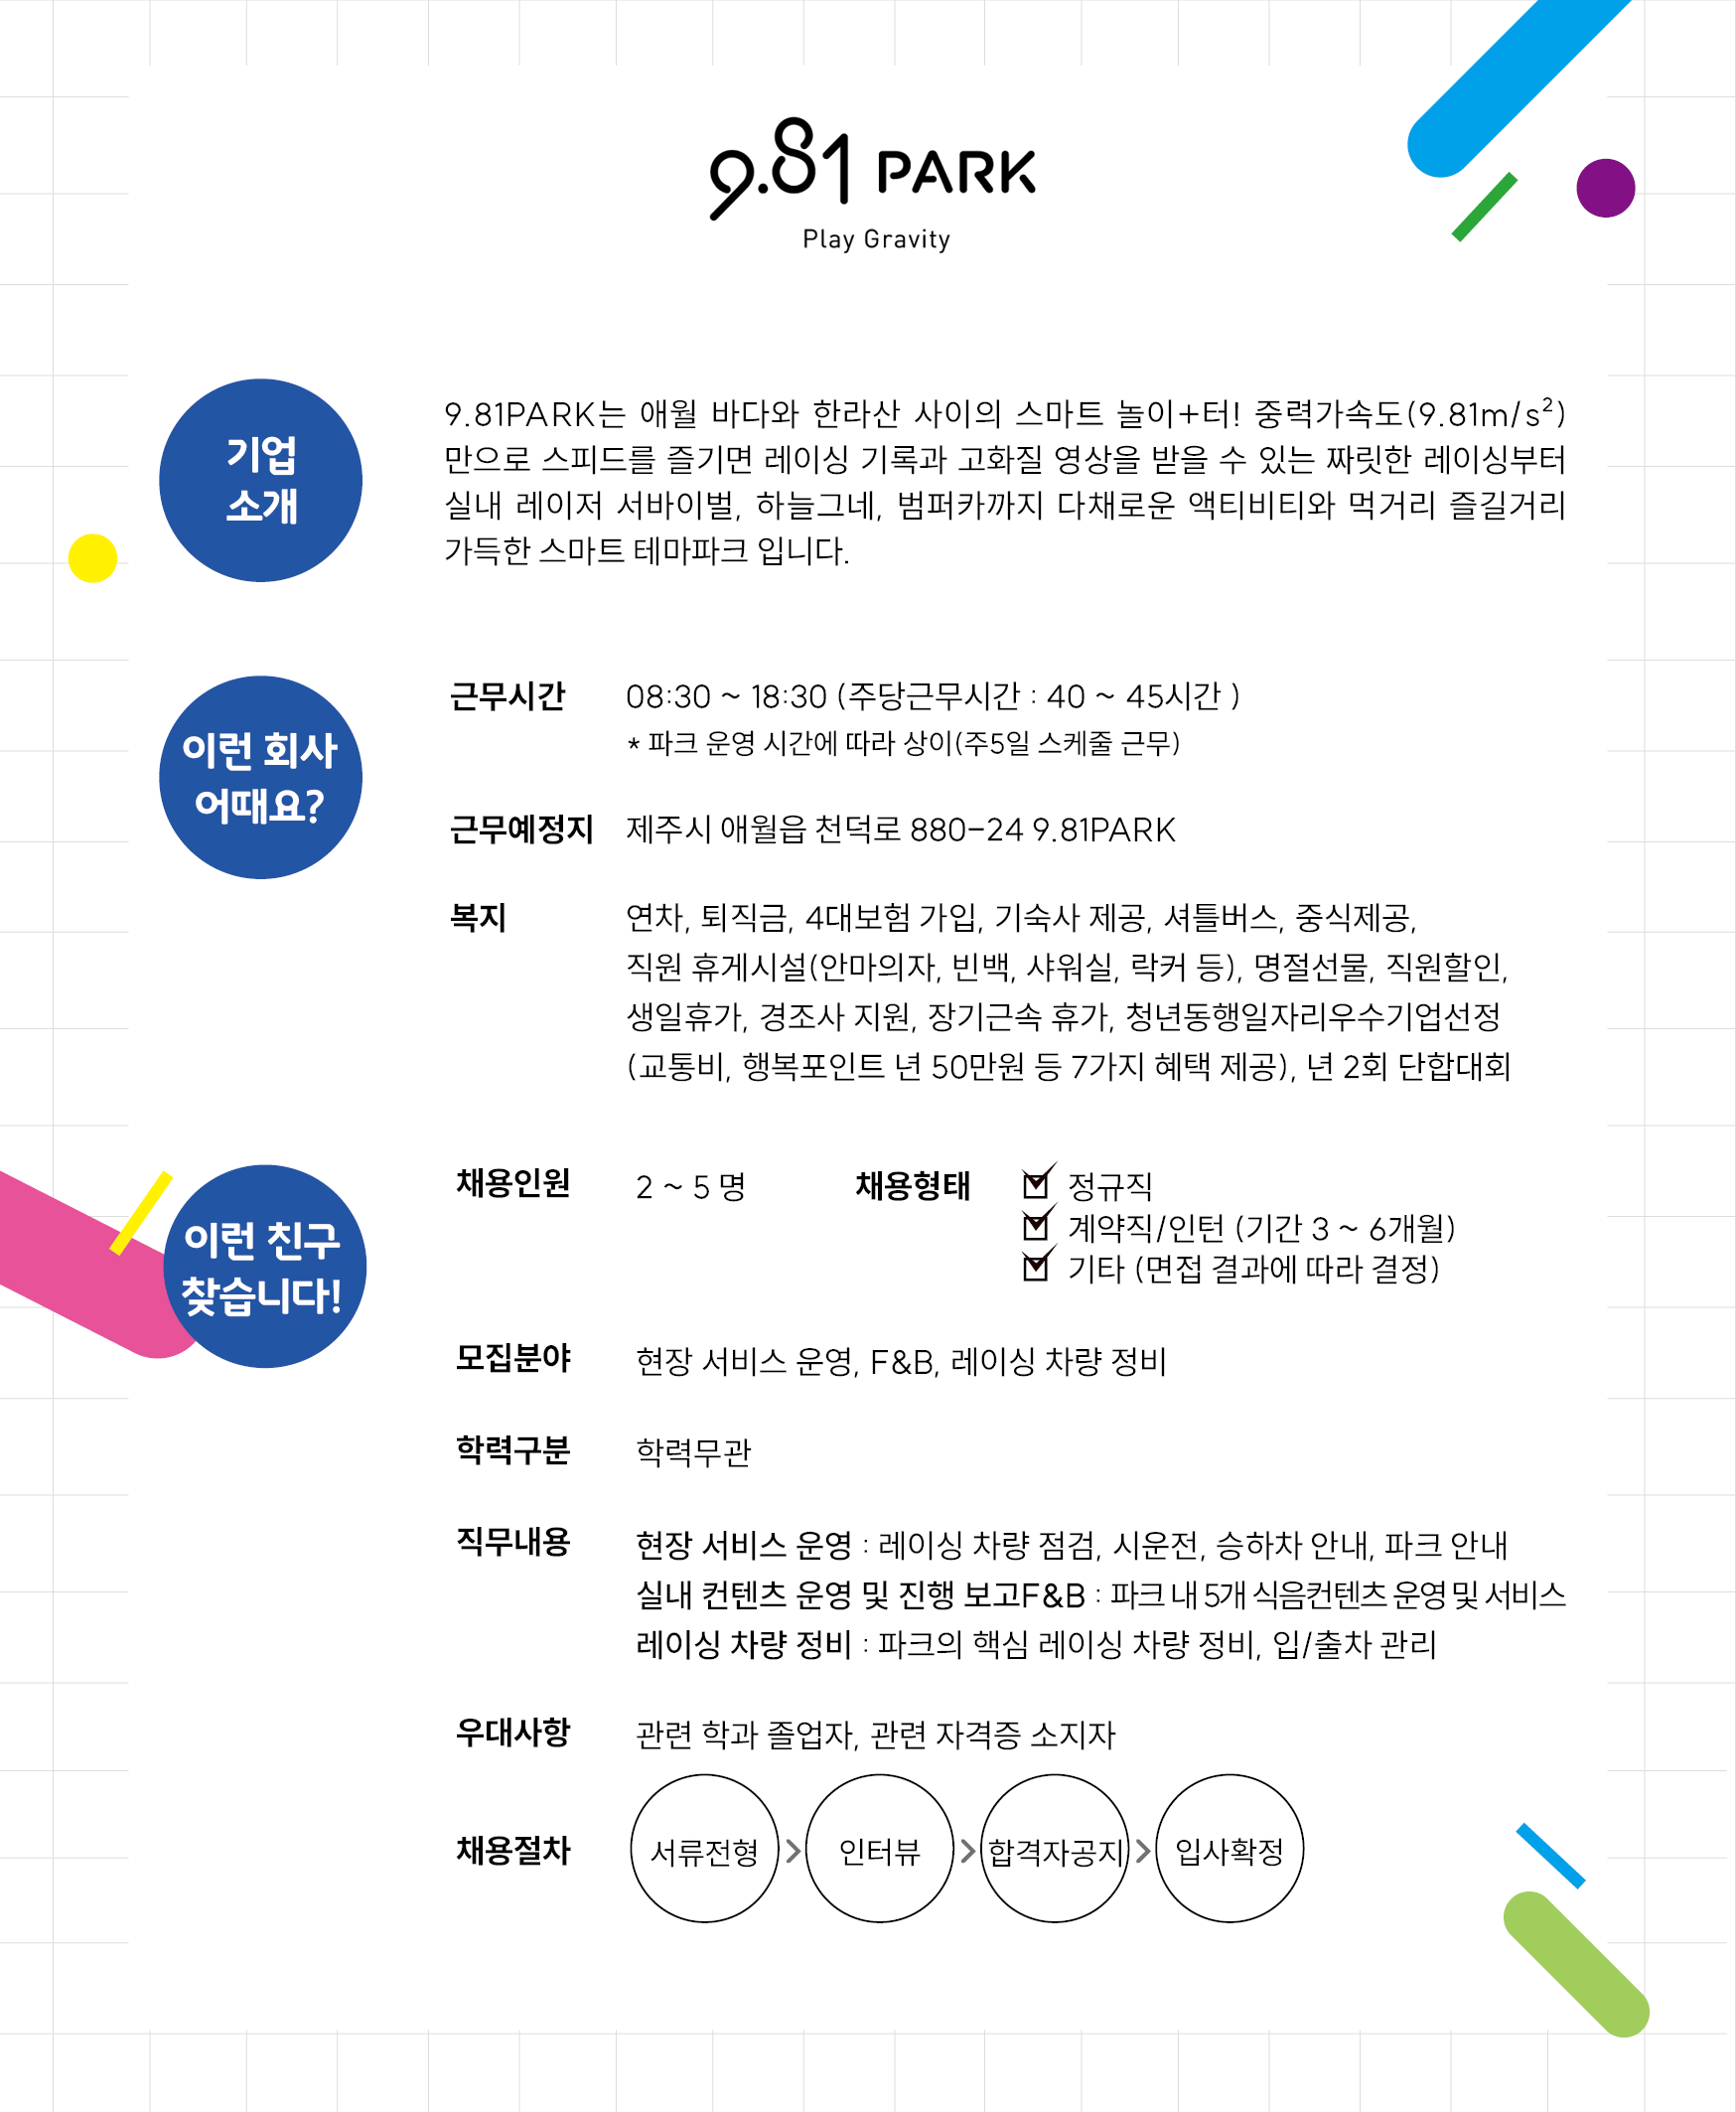 9.81 PARK
Play Gravity
기업
소개
9.81PARK는 애월 바다와 한라산 사이의 스마트 놀이+터! 중력가속도(9.81m/s²)
만으로 스피드를 즐기면 레이싱 기록과 고화질 영상을 받을 수 있는 짜릿한 레이싱부터
실내 레이저 서바이벌, 하늘그네, 범퍼카까지 다채로운 액티비티와 먹거리 즐길거리
가득한 스마트 테마파크 입니다.
이런 회사
어때요?
근무시간 08:30 ~ 18:30 (주당근무시간 : 40 ~ 45시간 )
* 파크 운영 시간에 따라 상이(주5일 스케줄 근무)
근무예정지 제주시 애월읍 천덕로 880-24 9.81PARK
복지 연차, 퇴직금, 4대보험 가입, 기숙사 제공, 셔틀버스, 중식제공,
직원 휴게시설(안마의자, 빈백, 샤워실, 락커 등), 명절선물, 직원할인,
생일휴가, 경조사 지원, 장기근속 휴가, 청년동행일자리우수기업선정
(교통비, 행복포인트 년 50만원 등 7가지 혜택 제공), 년 2회 단합대회
이런 친구
찾습니다!
채용인원 2 ~ 5 명 채용형태 정규직
계약직/인턴 (기간 3 ~ 6개월)
기타 (면접 결과에 따라 결정)
모집분야 현장 서비스 운영, F&B, 레이싱 차량 정비
학력구분 학력무관
직무내용 현장 서비스 운영 : 레이싱 차량 점검, 시운전, 승하차 안내, 파크 안내
실내 컨텐츠 운영 및 진행 보고F&B : 파크 내 5개 식음컨텐츠 운영 및 서비스
레이싱 차량 정비 : 파크의 핵심 레이싱 차량 정비, 입/출차 관리
우대사항 관련 학과 졸업자, 관련 자격증 소지자
채용절차 서류전형 > 인터뷰 > 합격자공지 > 입사확정